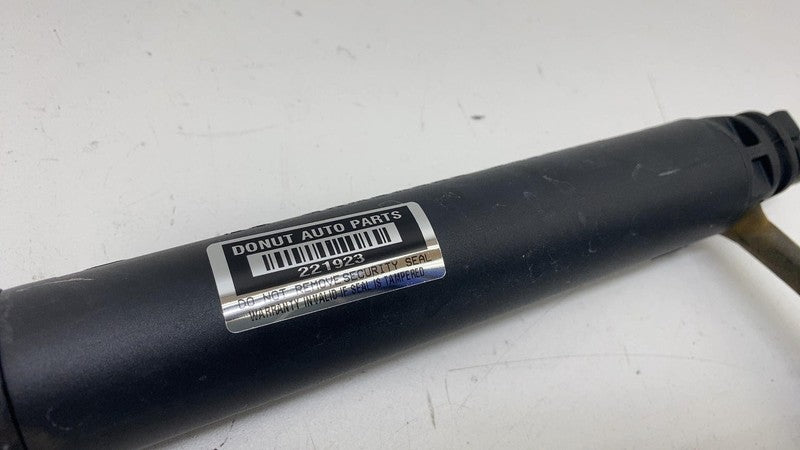 DONUT AUTO PARTS
221923
DO NOT REMOVE SECURITY SEAL
WARRANTY INVALID IF SEAL IS TAMPERED